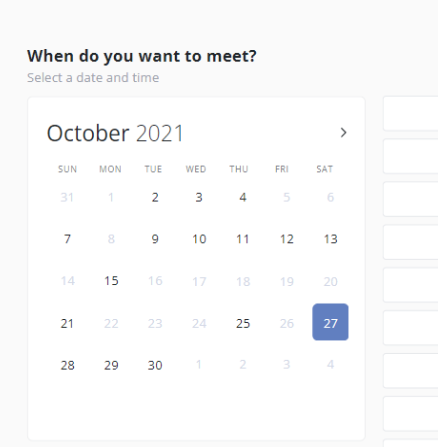 When do you want to meet?
Select a date and time
October 2021 >
SUN MON TUE WED THU FRI SAT
31 1 2 3 4 5 6
7 8 9 10 11 12 13
14 15 16 17 18 19 20
21 22 23 24 25 26 27
28 29 30 1 2 3 4